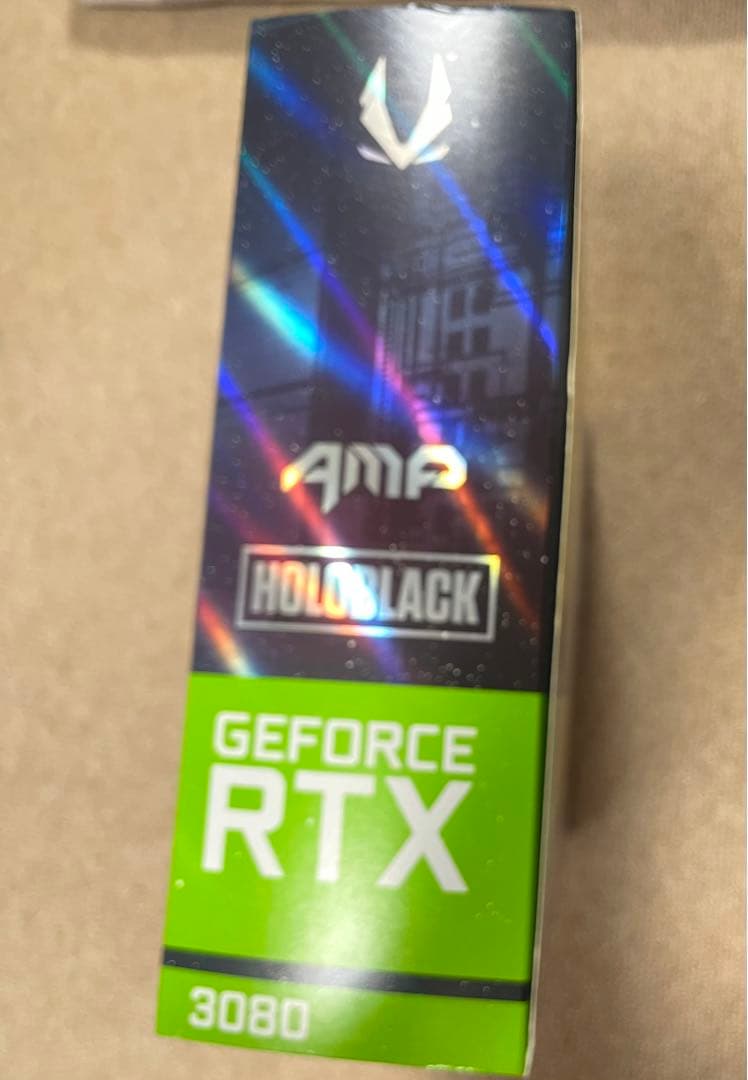 AMP
HOLOBLACK
GEFORCE
RTX
3080